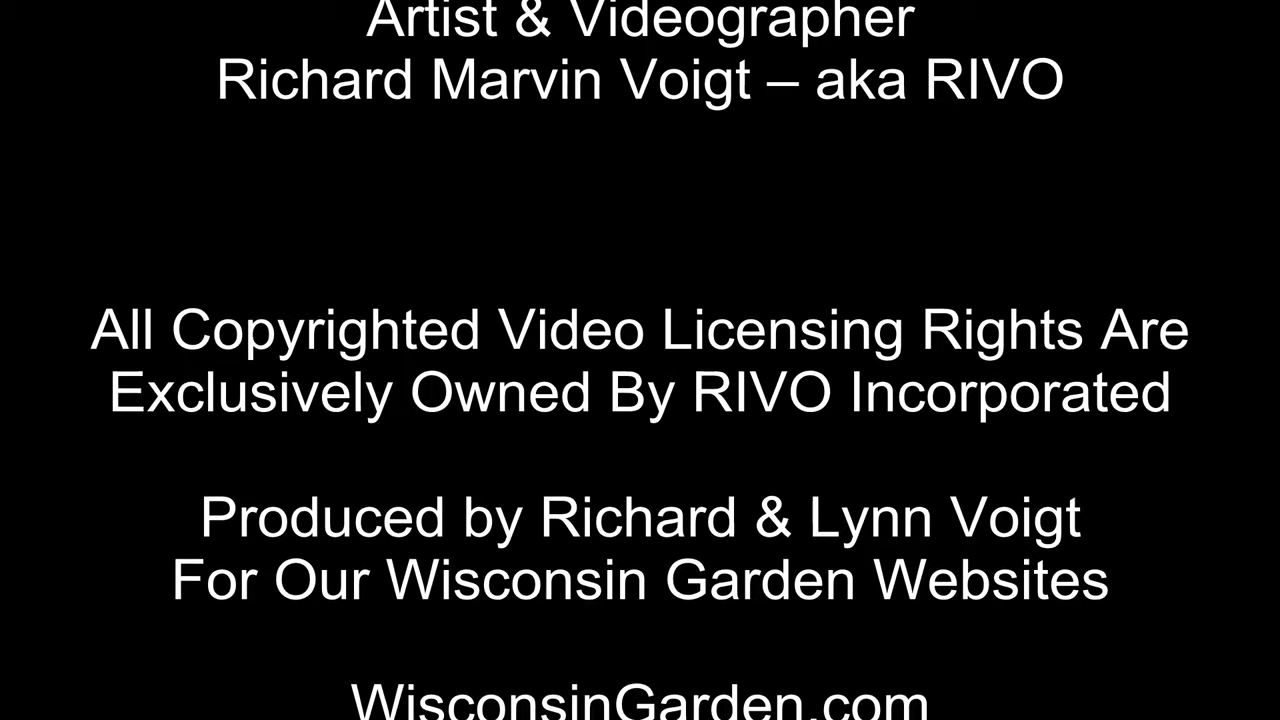 Artist & Videographer
Richard Marvin Voigt – aka RIVO
All Copyrighted Video Licensing Rights Are
Exclusively Owned By RIVO Incorporated
Produced by Richard & Lynn Voigt
For Our Wisconsin Garden Websites
WisconsinGarden.com